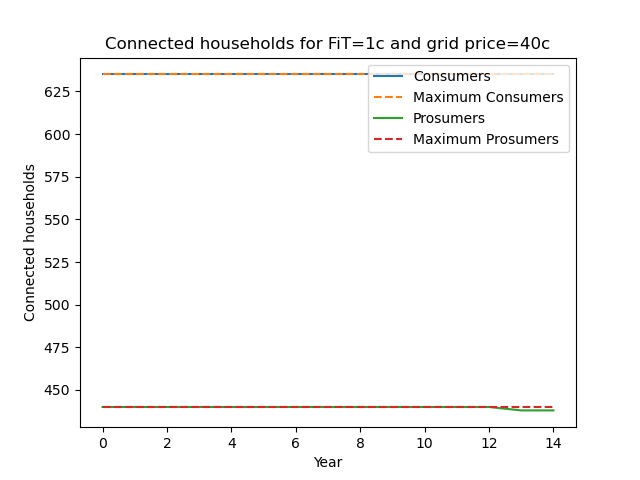 Connected households for FiT=1c and grid price=40c
Consumers
Maximum Consumers
Prosumers
Maximum Prosumers
Connected households
625
600
575
550
525
500
475
450
0 2 4 6 8 10 12 14
Year